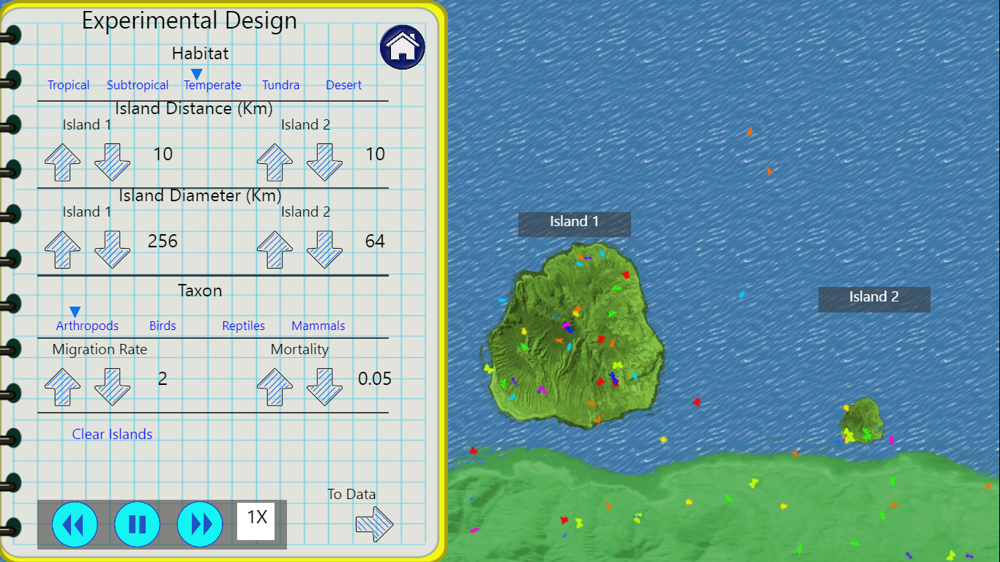 Experimental Design
Habitat
Tropical Subtropical Temperate Tundra Desert
Island Distance (Km)
Island 1 Island 2
10 10
Island Diameter (Km)
Island 1 Island 2
256 64
Taxon
Arthropods Birds Reptiles Mammals
Migration Rate Mortality
2 0.05
Clear Islands
To Data
1X
Island 1
Island 2